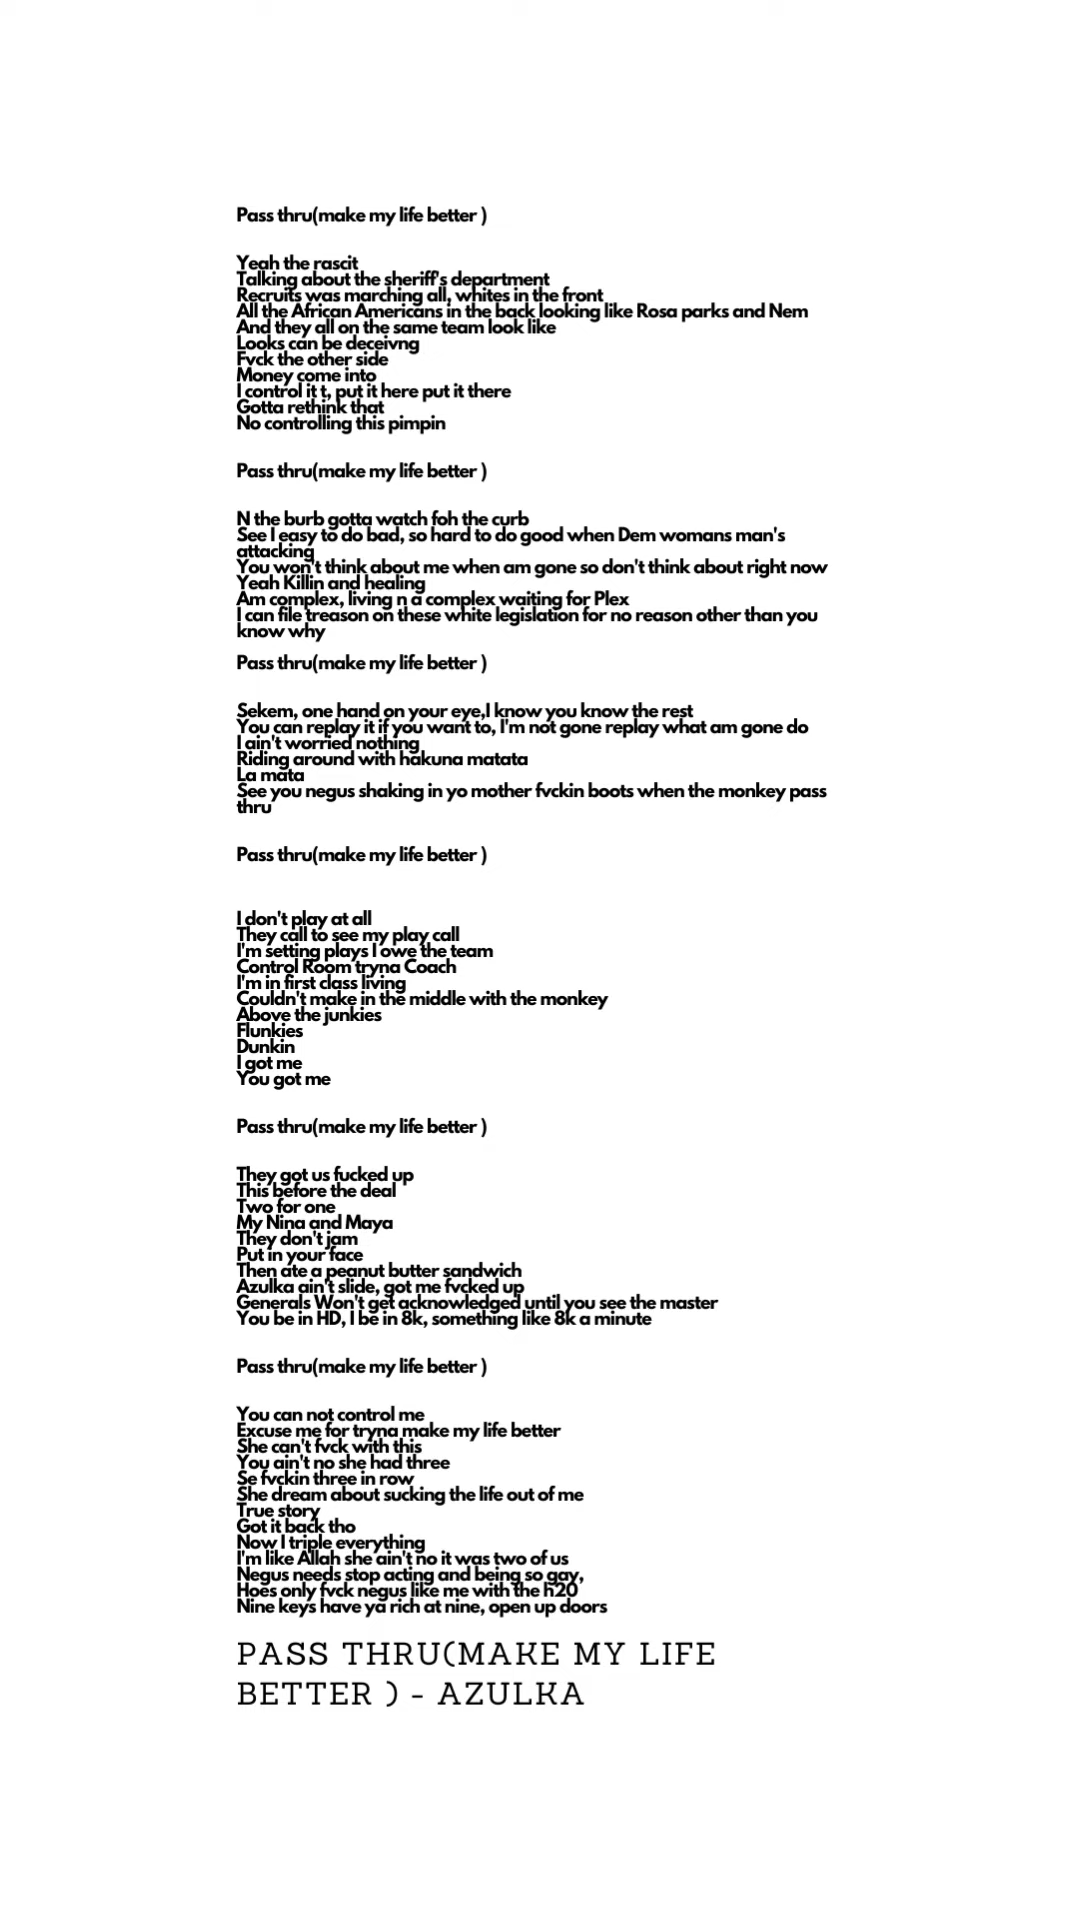 Pass thru(make my life better )
Yeah the rascit
Talking about the sheriff's department
Recruits was marching all, whites in the front
All the African Americans in the back looking like Rosa parks and Nem
And they all on the same team look like
Looks can be deceivng
Fvck the other side
Money come into
I control it t, put it here put it there
Gotta rethink that
No controlling this pimpin
Pass thru(make my life better )
N the burb gotta watch foh the curb
See I easy to do bad, so hard to do good when Dem womans man's
attacking
You won't think about me when am gone so don't think about right now
Yeah Killin and healing
Am complex, living n a complex waiting for Plex
I can file treason on these white legislation for no reason other than you
know why
Pass thru(make my life better )
Sekem, one hand on your eye,I know you know the rest
You can replay it if you want to, I'm not gone replay what am gone do
I ain't worried nothing
Riding around with hakuna matata
La mata
See you negus shaking in yo mother fvckin boots when the monkey pass
thru
Pass thru(make my life better )
I don't play at all
They call to see my play call
I'm setting plays I owe the team
Control Room tryna Coach
I'm in first class living
Couldn't make in the middle with the monkey
Above the junkies
Flunkies
Dunkin
I got me
You got me
Pass thru(make my life better )
They got us fucked up
This before the deal
Two for one
My Nina and Maya
They don't jam
Put in your face
Then ate a peanut butter sandwich
Azulka ain't slide, got me fvcked up
Generals Won't get acknowledged until you see the master
You be in HD, I be in 8k, something like 8k a minute
Pass thru(make my life better )
You can not control me
Excuse me for tryna make my life better
She can't fvck with this
You ain't no she had three
Se fvckin three in row
She dream about sucking the life out of me
True story
Got it back tho
Now I triple everything
I'm like Allah she ain't no it was two of us
Negus needs stop acting and being so gay,
Hoes only fvck negus like me with the h20
Nine keys have ya rich at nine, open up doors
PASS THRU(MAKE MY LIFE
BETTER ) - AZULKA